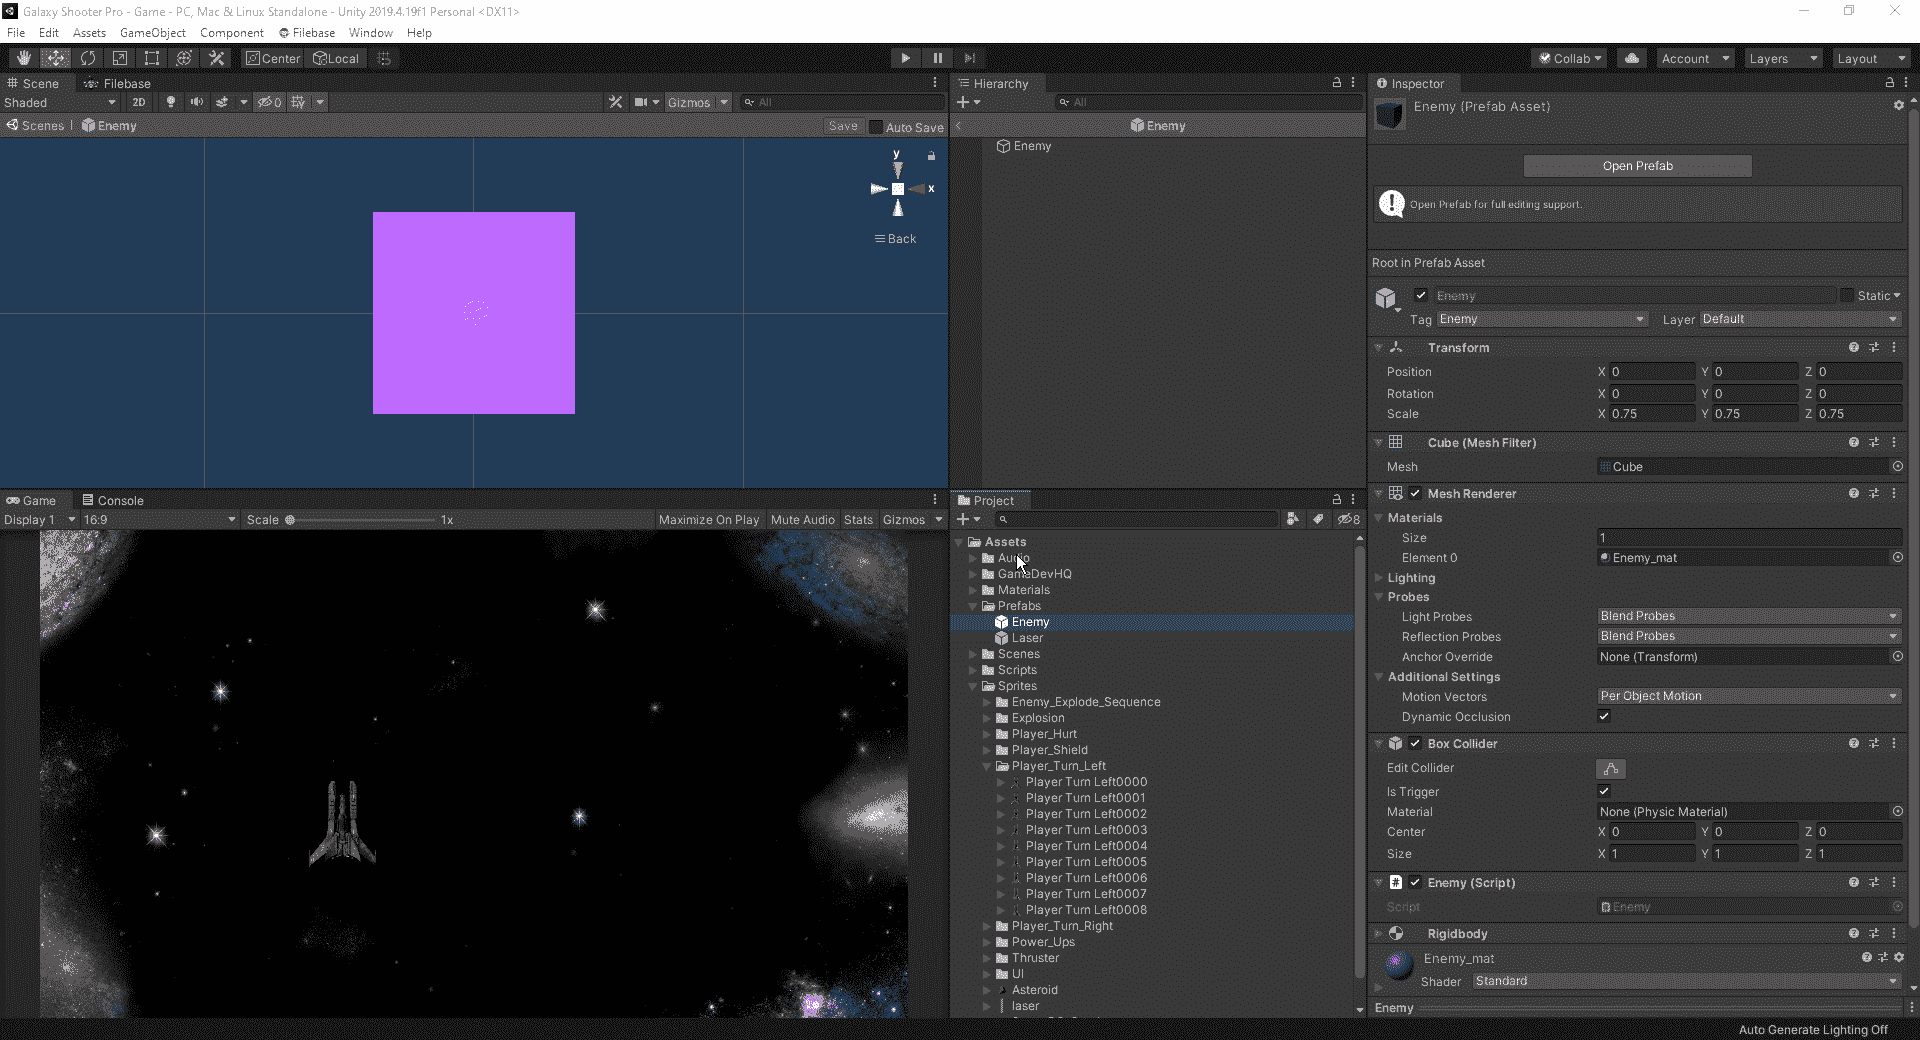 Galaxy Shooter Pro - Game - PC, Mac & Linux Standalone - Unity 2019.4.19f1 Personal <DX11>
File Edit Assets GameObject Component Filebase Window Help
Center Local Collab Account Layers Layout
Scene Filebase
Shaded 2D 0 Gizmos All
Scenes | Enemy Save Auto Save
y
x
Back
Game Console
Display 1 16:9 Scale 1x Maximize On Play Mute Audio Stats Gizmos
Hierarchy
All
Enemy
Enemy
Project
8
Assets
Audio
GameDevHQ
Materials
Prefabs
Enemy
Laser
Scenes
Scripts
Sprites
Enemy_Explode_Sequence
Explosion
Player_Hurt
Player_Shield
Player_Turn_Left
Player Turn Left0000
Player Turn Left0001
Player Turn Left0002
Player Turn Left0003
Player Turn Left0004
Player Turn Left0005
Player Turn Left0006
Player Turn Left0007
Player Turn Left0008
Player_Turn_Right
Power_Ups
Thruster
UI
Asteroid
laser
Inspector
Enemy (Prefab Asset)
Open Prefab
Open Prefab for full editing support.
Root in Prefab Asset
Enemy Static
Tag Enemy Layer Default
Transform
Position X 0 Y 0 Z 0
Rotation X 0 Y 0 Z 0
Scale X 0.75 Y 0.75 Z 0.75
Cube (Mesh Filter)
Mesh Cube
Mesh Renderer
Materials
Size 1
Element 0 Enemy_mat
Lighting
Probes
Light Probes Blend Probes
Reflection Probes Blend Probes
Anchor Override None (Transform)
Additional Settings
Motion Vectors Per Object Motion
Dynamic Occlusion
Box Collider
Edit Collider
Is Trigger
Material None (Physic Material)
Center X 0 Y 0 Z 0
Size X 1 Y 1 Z 1
Enemy (Script)
Script Enemy
Rigidbody
Enemy_mat
Shader Standard
Enemy
Auto Generate Lighting Off